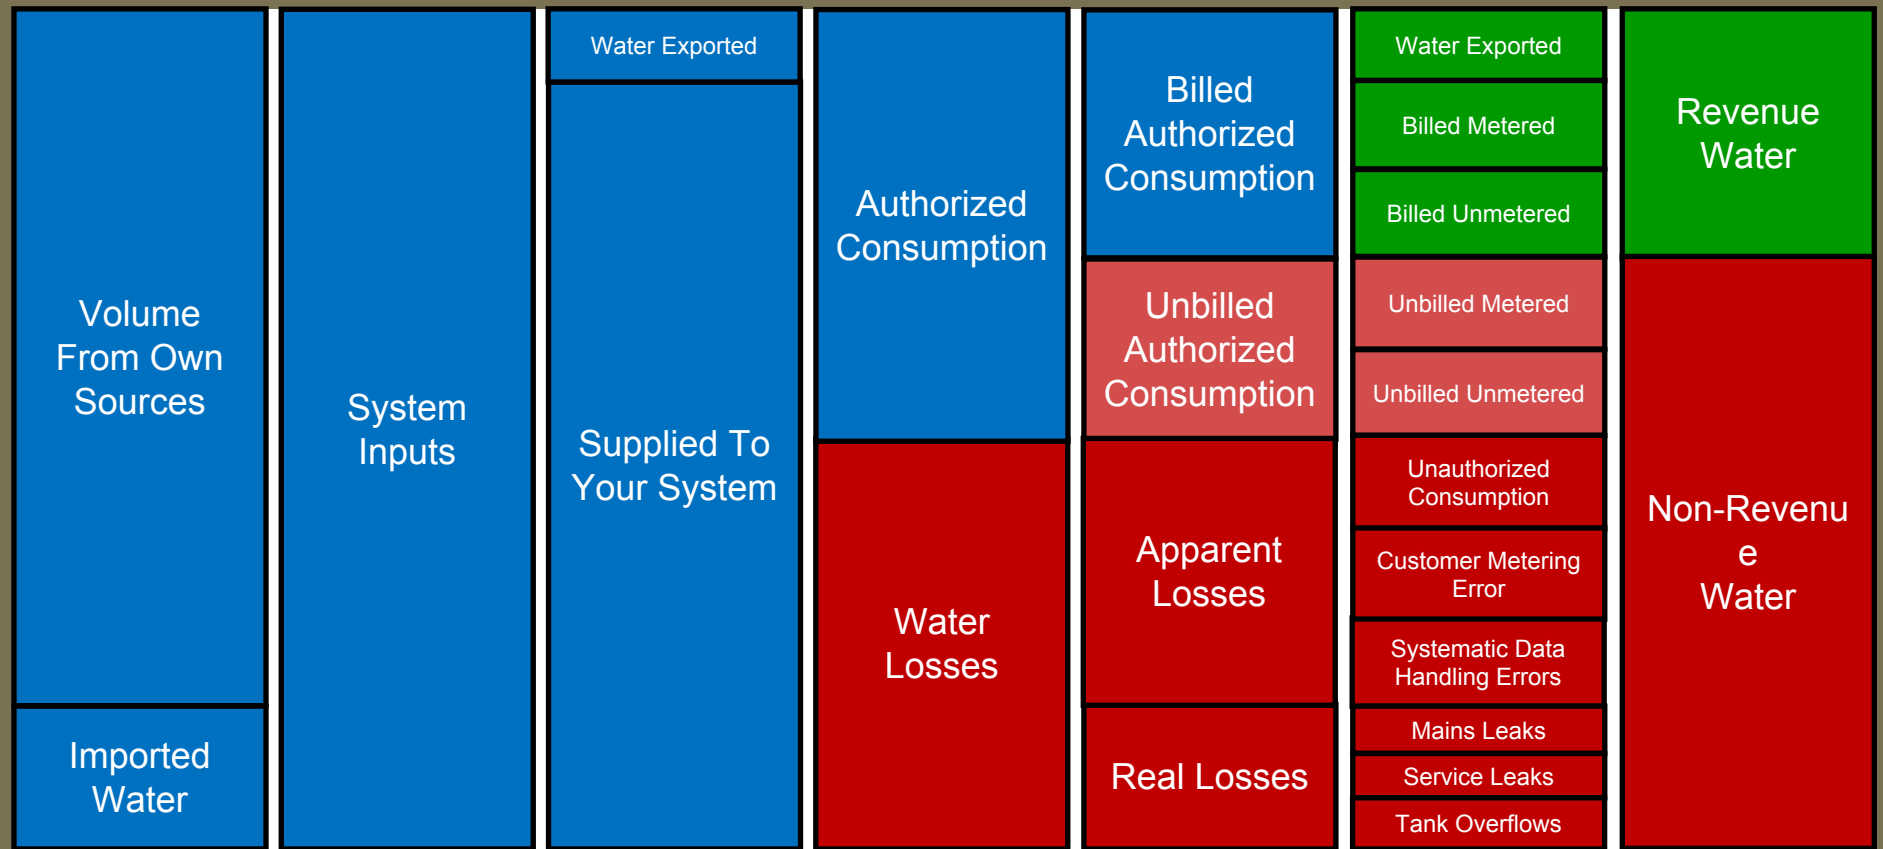 Volume
From Own
Sources
Imported
Water
System
Inputs
Water Exported
Supplied To
Your System
Authorized
Consumption
Water
Losses
Billed
Authorized
Consumption
Unbilled
Authorized
Consumption
Apparent
Losses
Real Losses
Water Exported
Billed Metered
Billed Unmetered
Unbilled Metered
Unbilled Unmetered
Unauthorized
Consumption
Customer Metering
Error
Systematic Data
Handling Errors
Mains Leaks
Service Leaks
Tank Overflows
Revenue
Water
Non-Revenu
e
Water